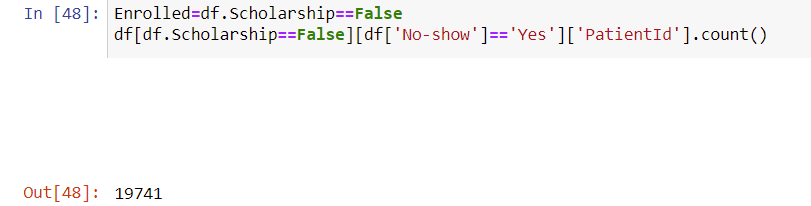 In [48]: Enrolled=df.Scholarship==False
df[df.Scholarship==False][df['No-show']=='Yes']['PatientId'].count()
Out[48]: 19741